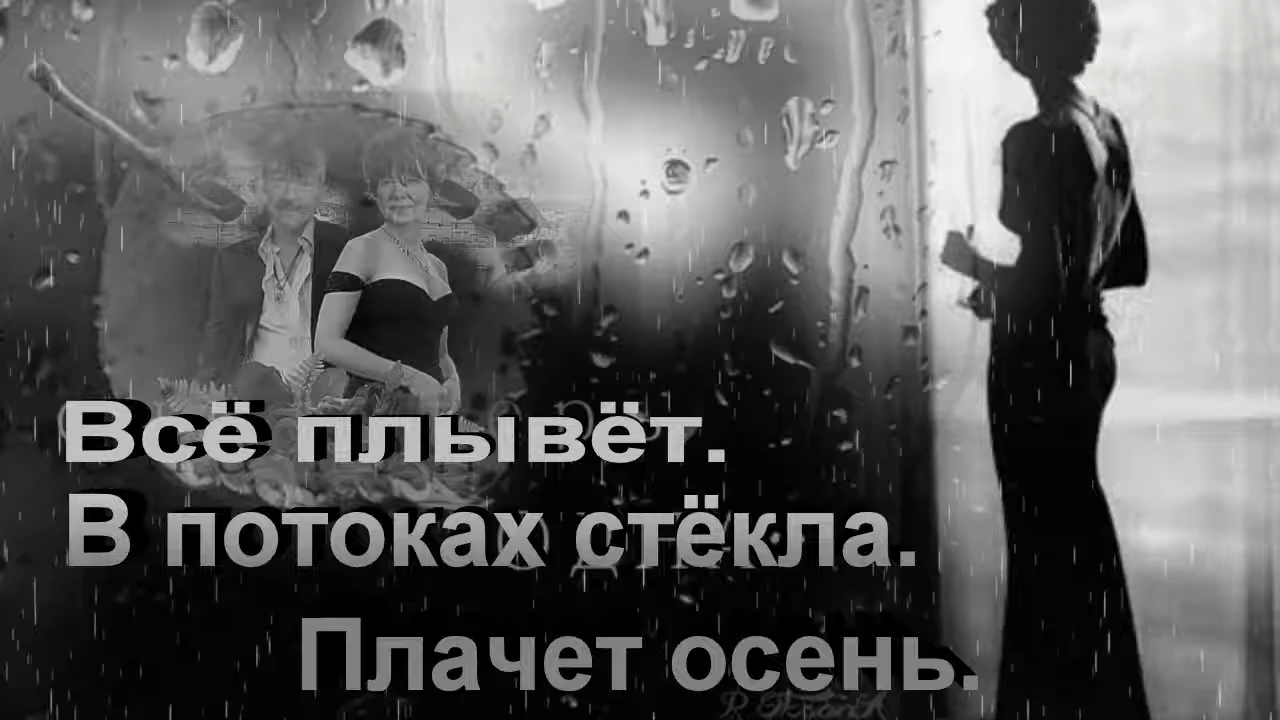 Всё плывёт.
В потоках стёкла.
Плачет осень.